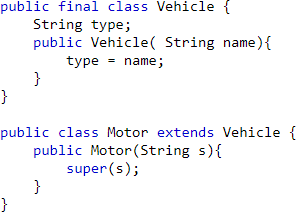 public final class Vehicle {
    String type;
    public Vehicle( String name){
        type = name;
    }
}

public class Motor extends Vehicle {
    public Motor(String s){
        super(s);
    }
}